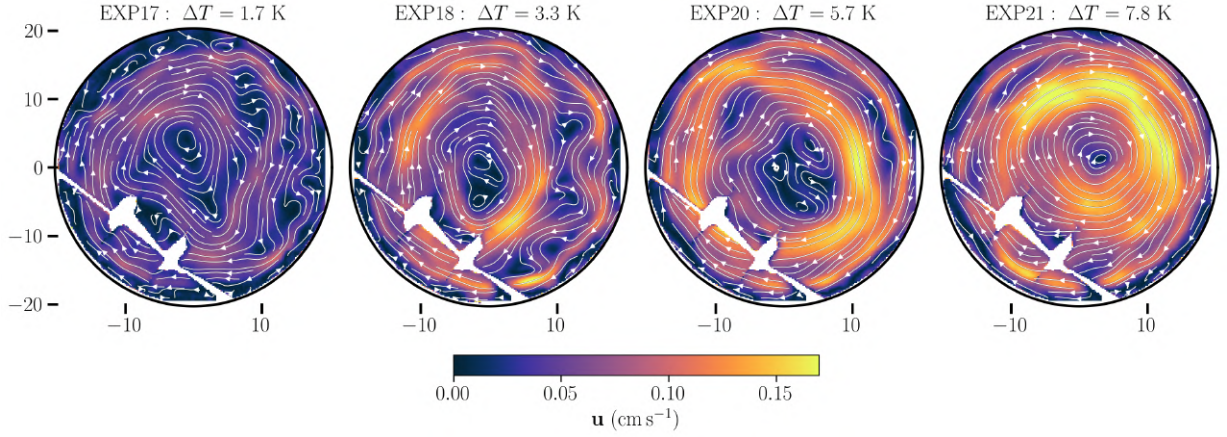 EXP17 : ΔT = 1.7 K
EXP18 : ΔT = 3.3 K
EXP20 : ΔT = 5.7 K
EXP21 : ΔT = 7.8 K
20
10
0
−10
−20
−10 10
−10 10
−10 10
−10 10
0.00 0.05 0.10 0.15
u (cm s⁻¹)